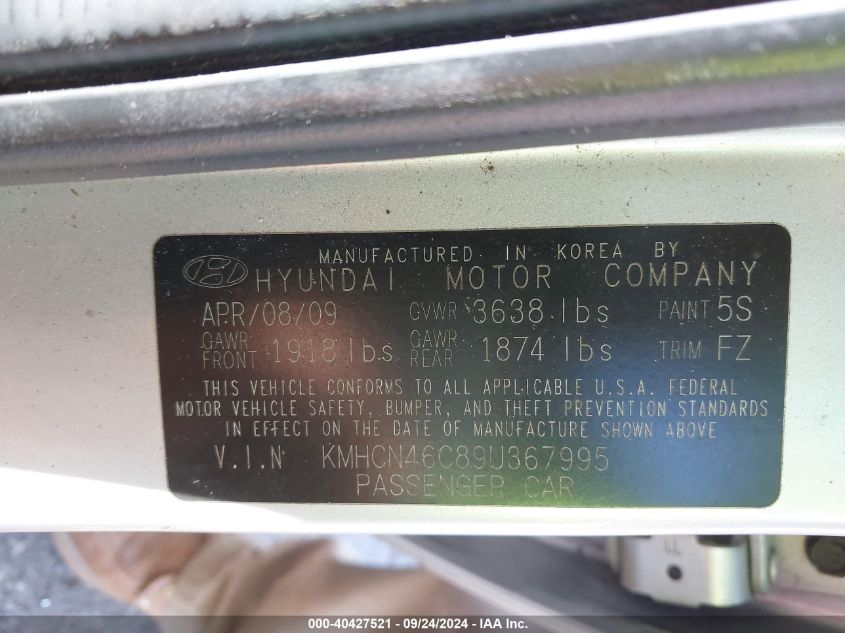 MANUFACTURED IN KOREA BY
HYUNDAI MOTOR COMPANY
APR/08/09 GVWR 3638 lbs PAINT 5S
GAWR FRONT 1918 lbs GAWR REAR 1874 lbs TRIM FZ
THIS VEHICLE CONFORMS TO ALL APPLICABLE U.S.A. FEDERAL
MOTOR VEHICLE SAFETY, BUMPER, AND THEFT PREVENTION STANDARDS
IN EFFECT ON THE DATE OF MANUFACTURE SHOWN ABOVE
V.I.N KMHCN46C89U367995
PASSENGER CAR
000-40427521 - 09/24/2024 - IAA Inc.